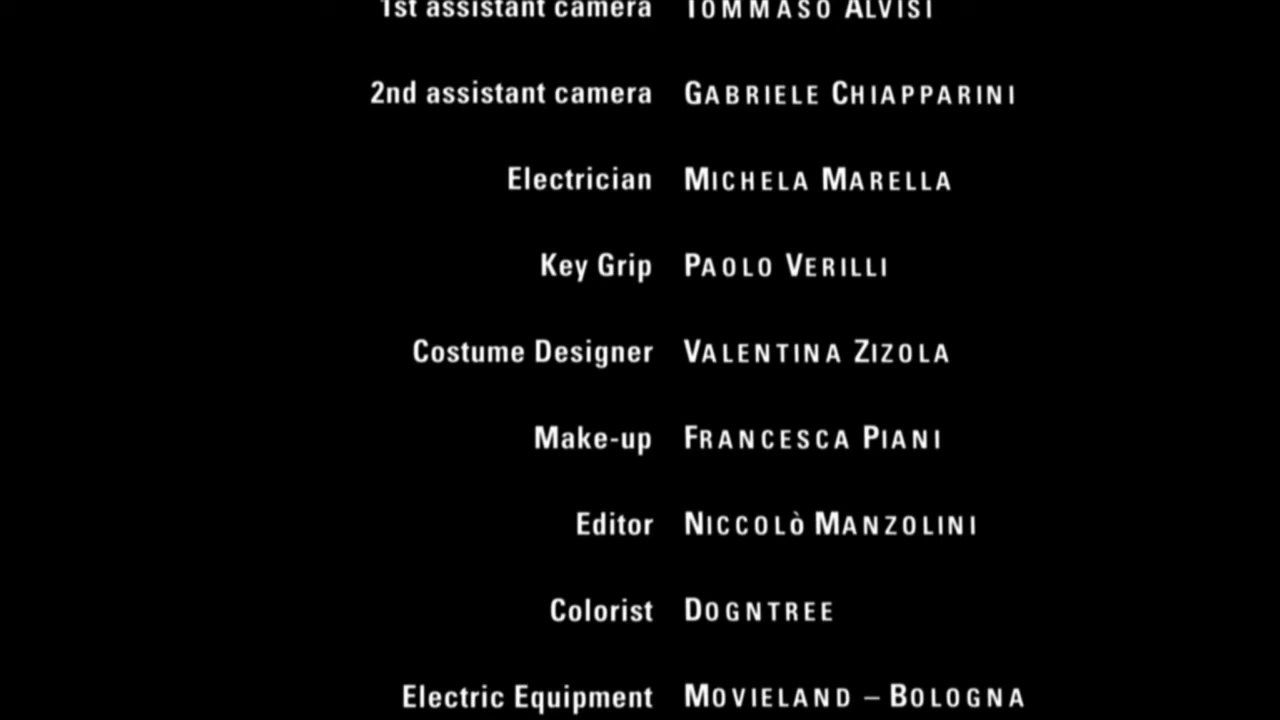 1st assistant camera TOMMASO ALVISI
2nd assistant camera GABRIELE CHIAPPARINI
Electrician MICHELA MARELLA
Key Grip PAOLO VERILLI
Costume Designer VALENTINA ZIZOLA
Make-up FRANCESCA PIANI
Editor NICCOLò MANZOLINI
Colorist DOGNTREE
Electric Equipment MOVIELAND – BOLOGNA